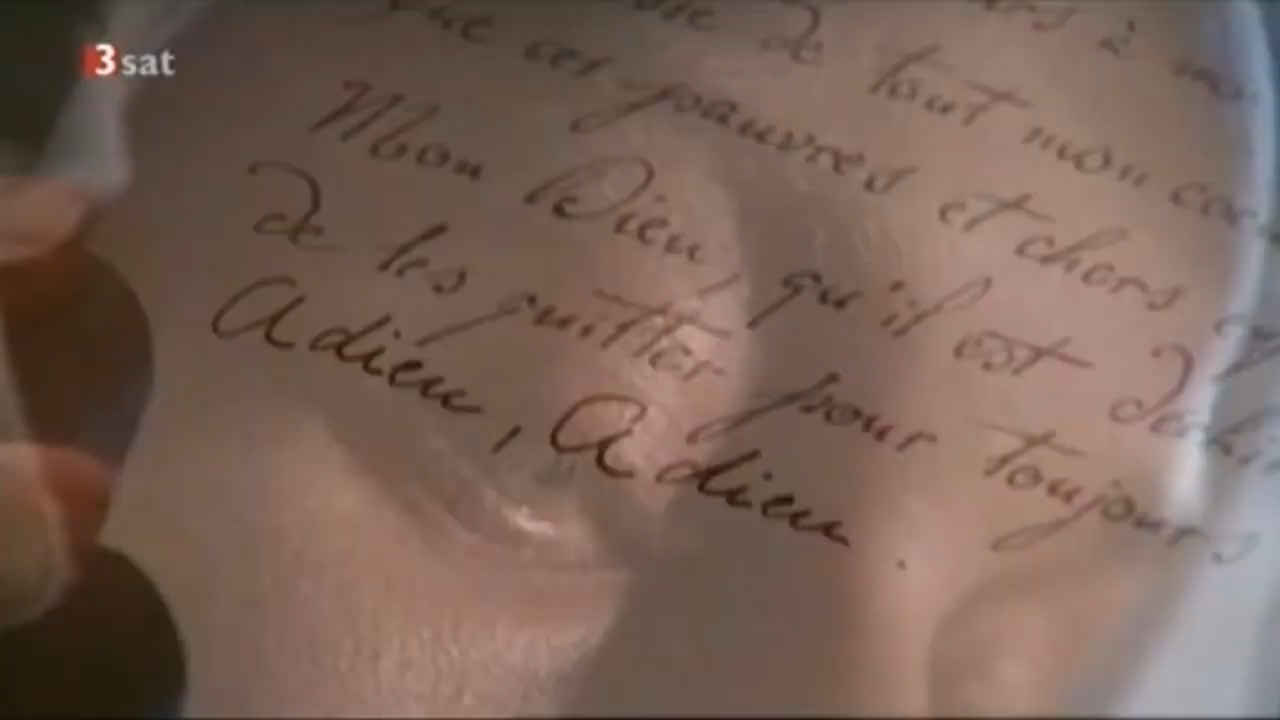 3sat
à
de tout mon
ces pauvres et chers
Mon Dieu, qu'il est
de les quitter pour toujours
Adieu, Adieu.